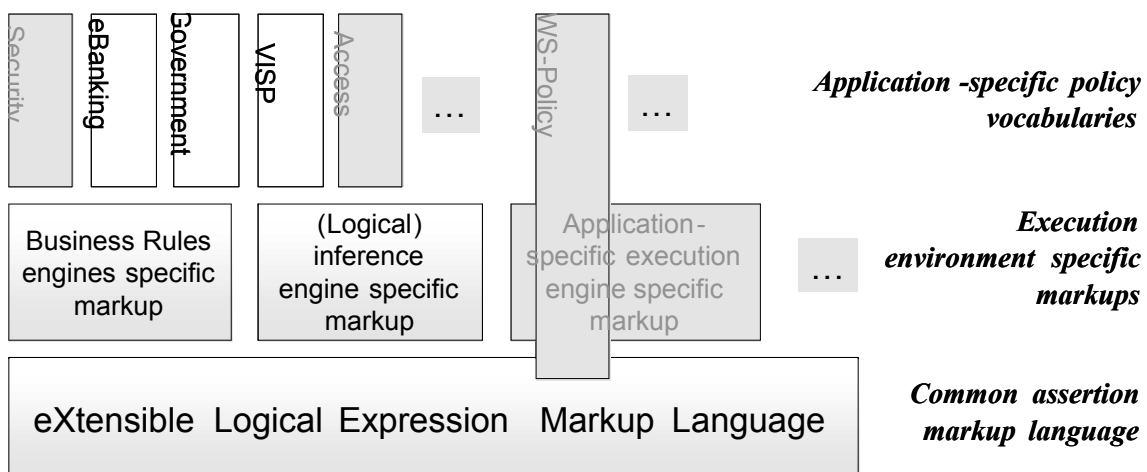 Security
eBanking
Government
VISP
Access
...
WS-Policy
...
Application -specific policy
vocabularies
Business Rules
engines specific
markup
(Logical)
inference
engine specific
markup
Application-
specific execution
engine specific
markup
...
Execution
environment specific
markups
eXtensible Logical Expression Markup Language
Common assertion
markup language